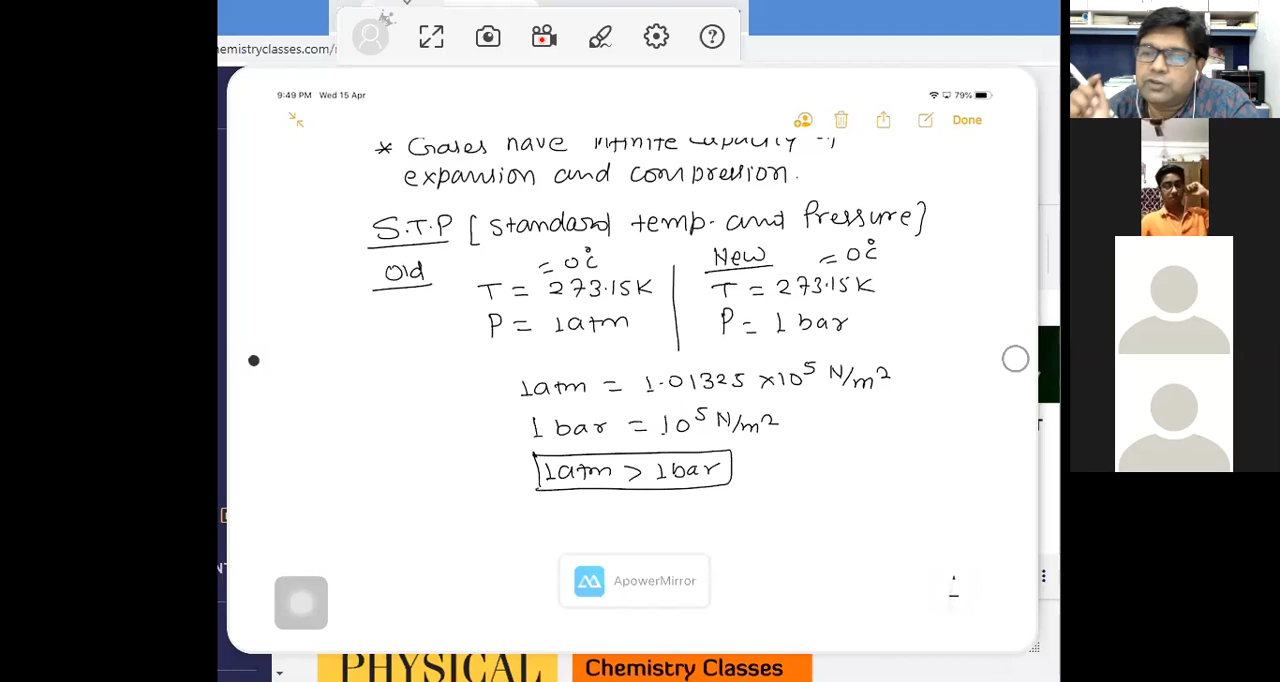 emistryclasses.com/
9:49 PM Wed 15 Apr
79%
Done
* Gases have infinite capacity of
expansion and compression.
S.T.P [Standard temp. and Pressure]
Old
= 0°C
T = 273.15K
P = 1atm
New
= 0°C
T = 273.15K
P = 1 bar
1atm = 1.01325 × 10⁵ N/m²
1 bar = 10⁵ N/m²
1atm > 1bar
ApowerMirror
PHYSICAL
Chemistry Classes